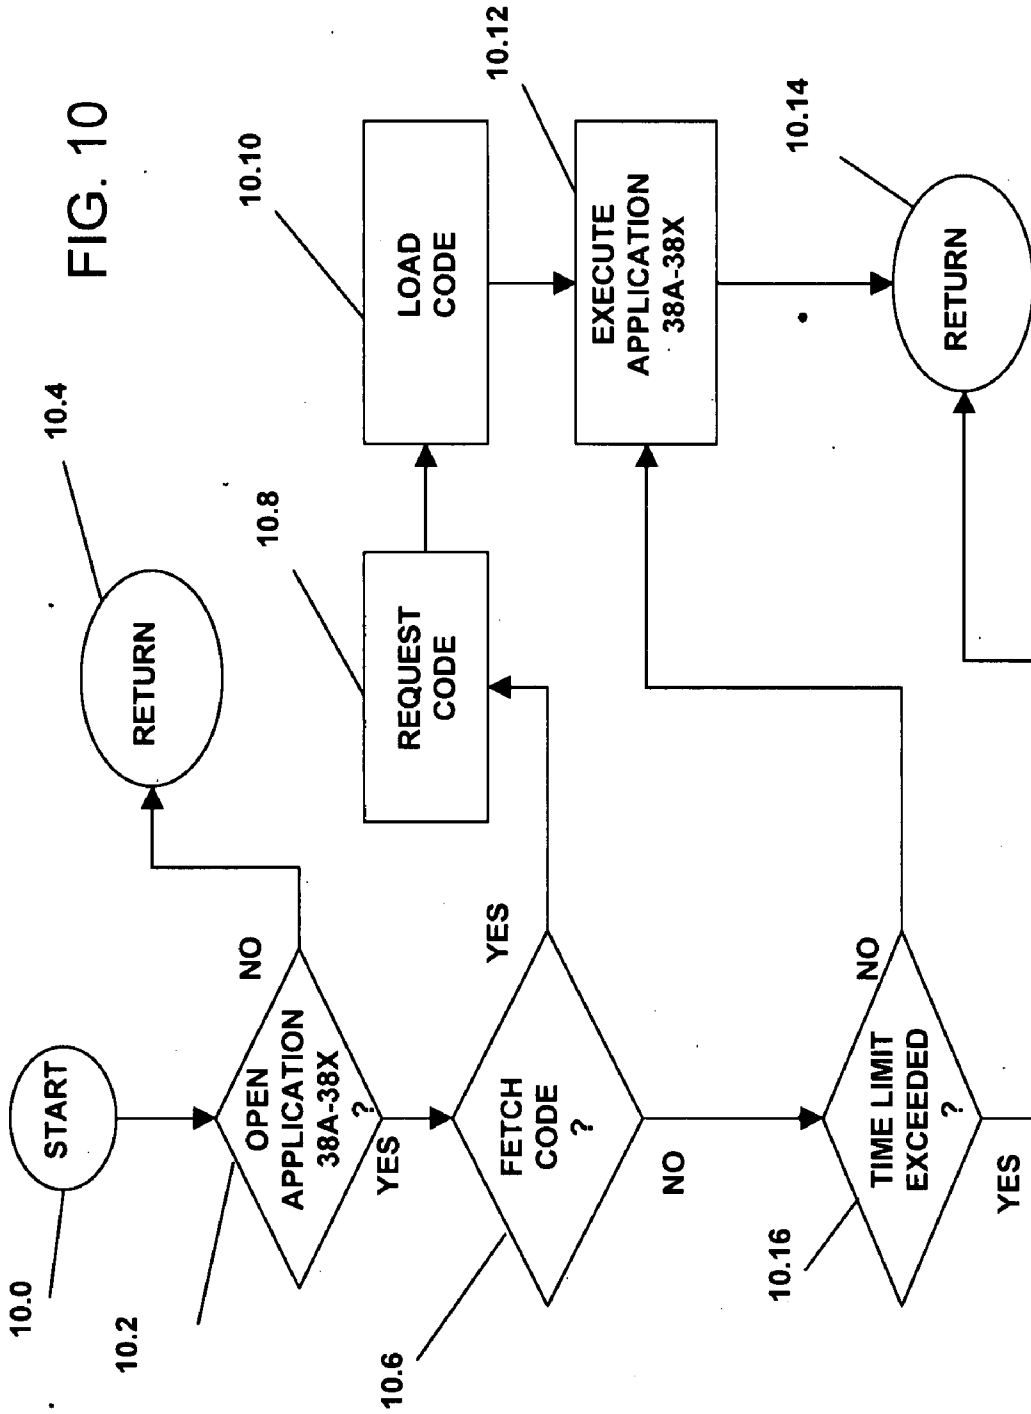 FIG. 10
10.0
START
10.2
OPEN
APPLICATION
38A-38X
?
NO
YES
10.4
RETURN
10.6
FETCH
CODE
?
YES
NO
10.8
REQUEST
CODE
10.10
LOAD
CODE
10.12
EXECUTE
APPLICATION
38A-38X
10.14
RETURN
10.16
TIME LIMIT
EXCEEDED
?
NO
YES